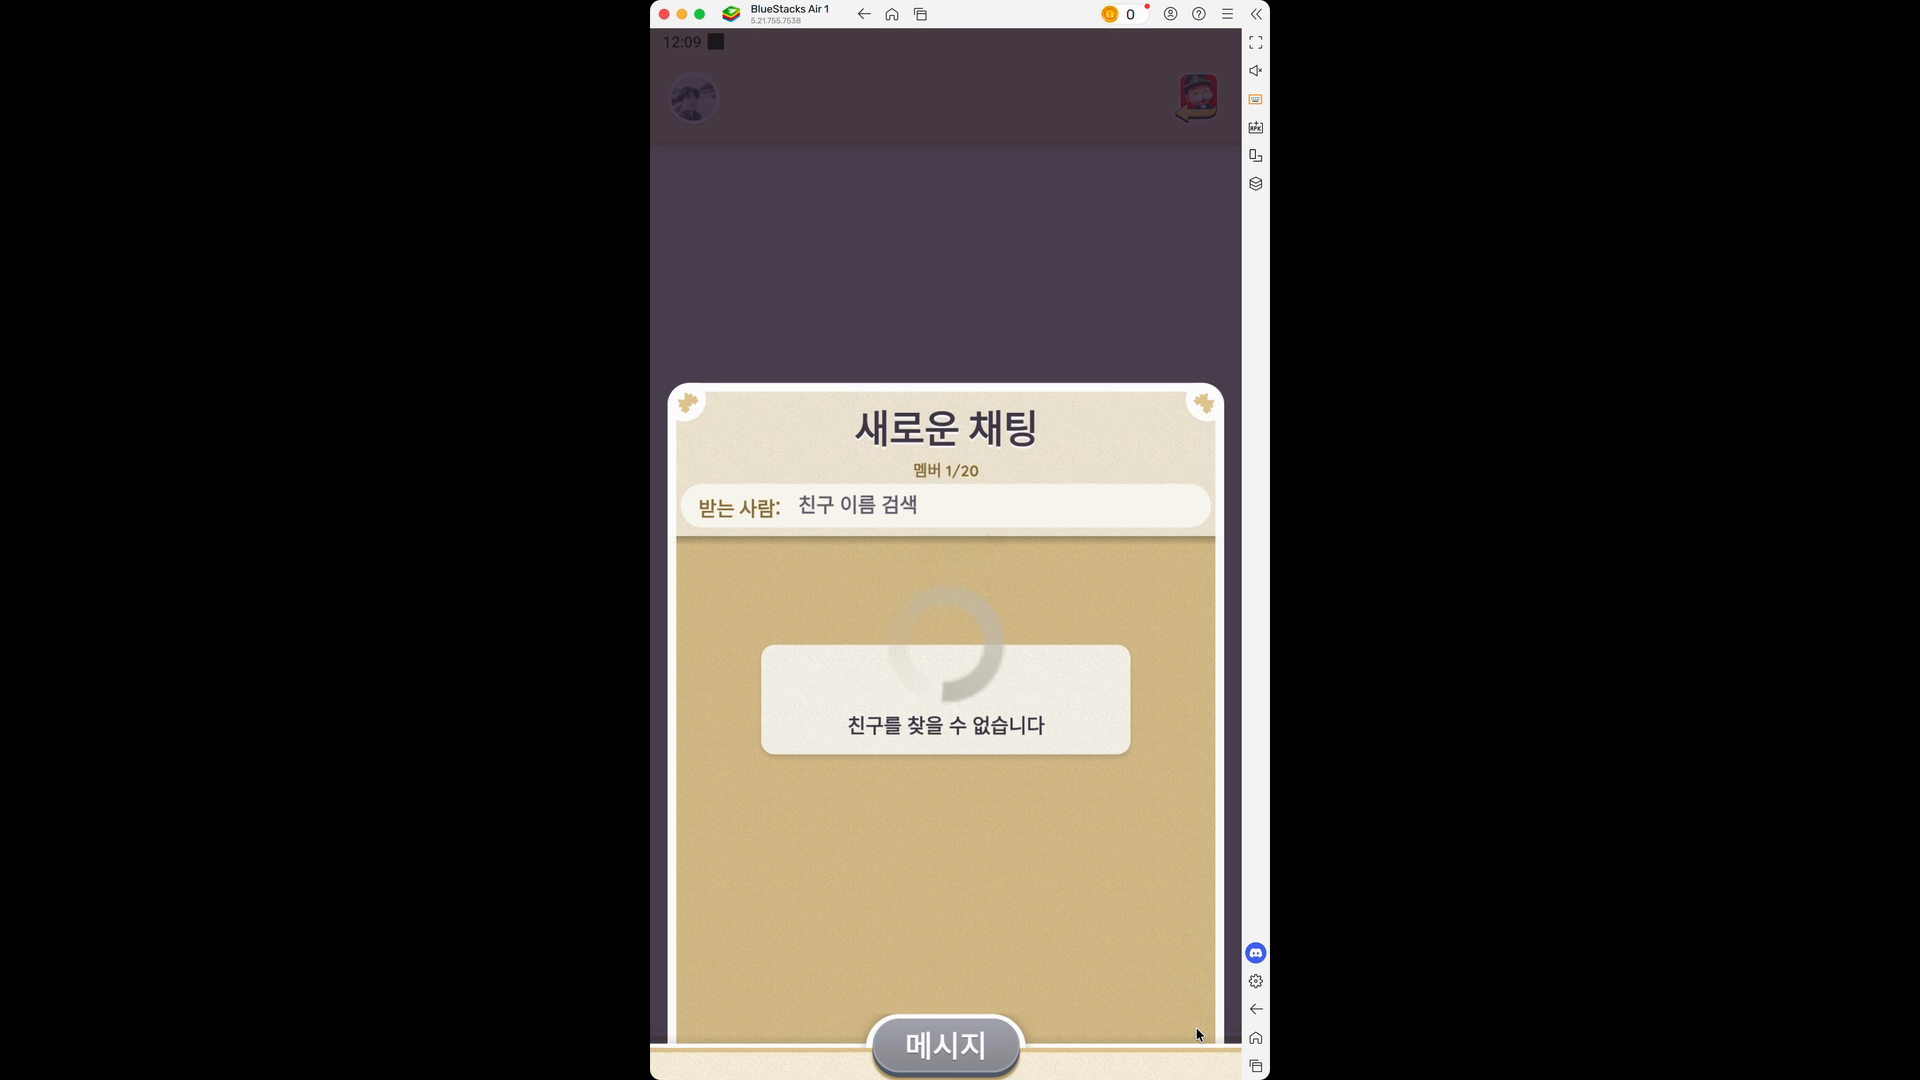 BlueStacks Air 1
5.21.755.7538
0
12:09
새로운 채팅
멤버 1/20
받는 사람: 친구 이름 검색
친구를 찾을 수 없습니다
메시지